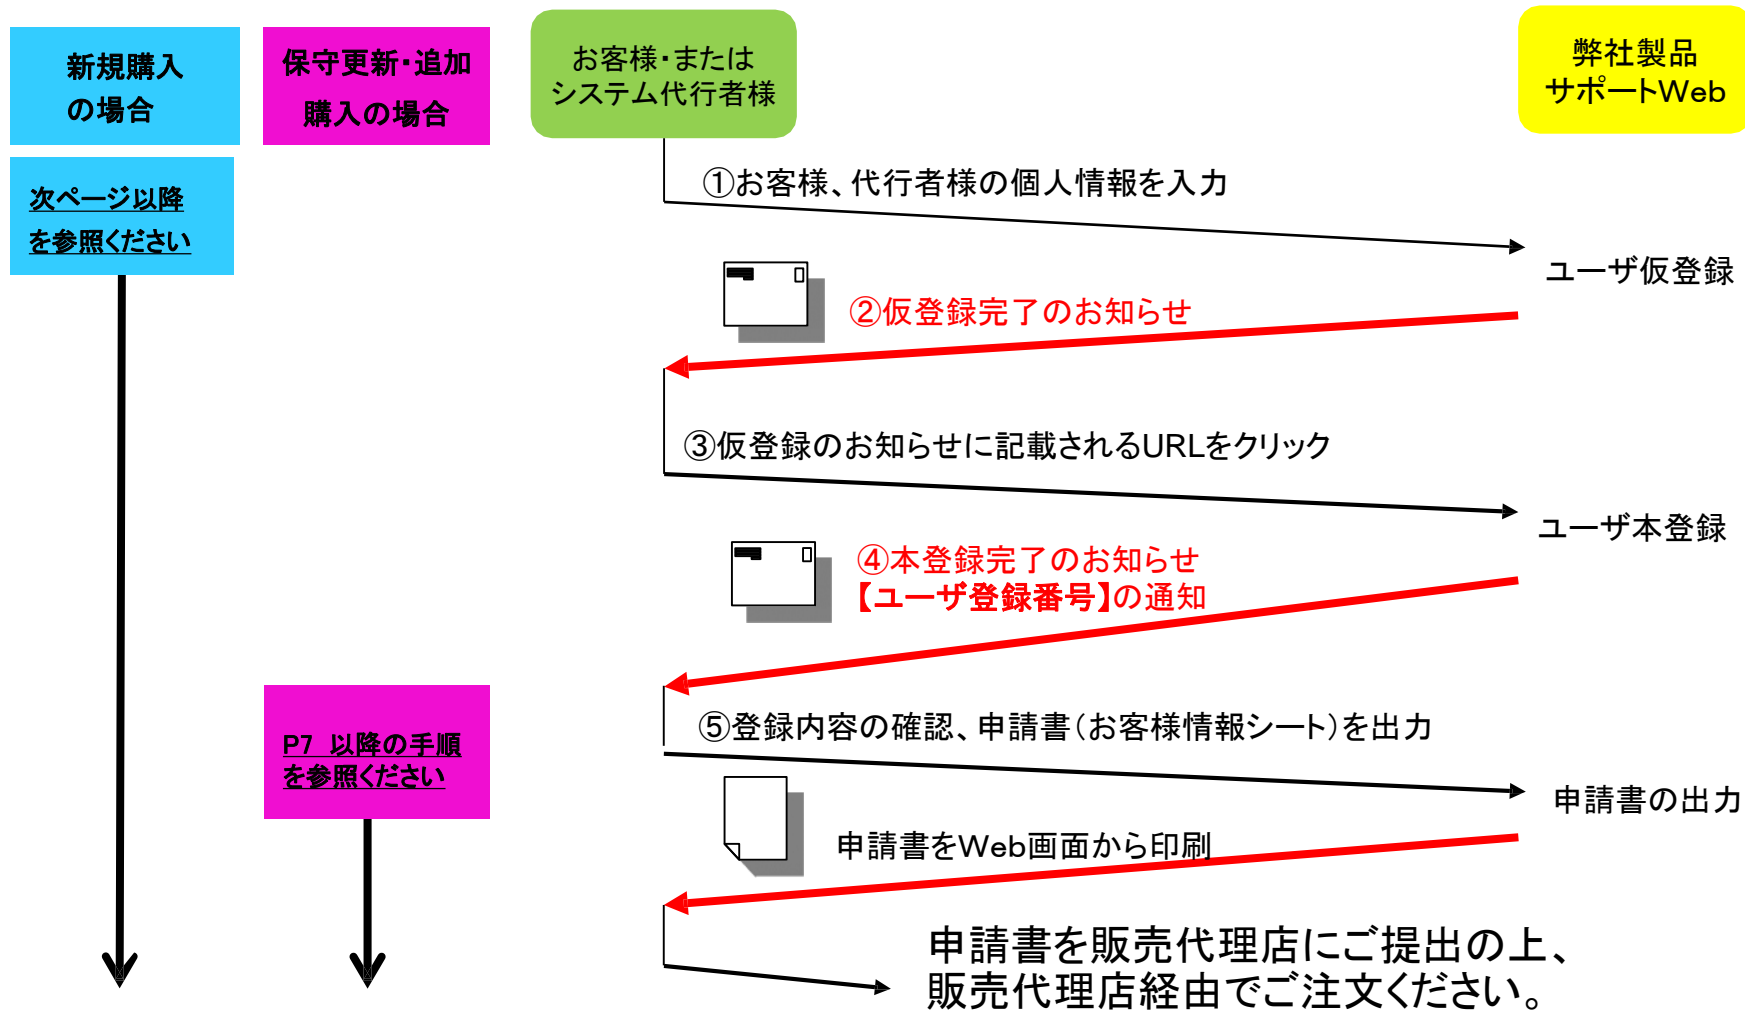 新規購入
の場合
保守更新・追加
購入の場合
お客様・または
システム代行者様
弊社製品
サポートWeb
次ページ以降
を参照ください
①お客様、代行者様の個人情報を入力
ユーザ仮登録
②仮登録完了のお知らせ
③仮登録のお知らせに記載されるURLをクリック
ユーザ本登録
④本登録完了のお知らせ
【ユーザ登録番号】の通知
P7 以降の手順
を参照ください
⑤登録内容の確認、申請書（お客様情報シート）を出力
申請書の出力
申請書をWeb画面から印刷
申請書を販売代理店にご提出の上、
販売代理店経由でご注文ください。